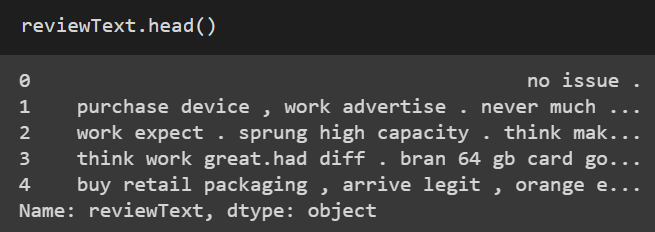 reviewText.head()
0 no issue .
1 purchase device , work advertise . never much ...
2 work expect . sprung high capacity . think mak...
3 think work great.had diff . bran 64 gb card go...
4 buy retail packaging , arrive legit , orange e...
Name: reviewText, dtype: object